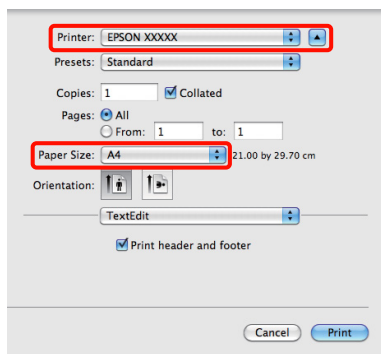 Printer: EPSON XXXXX
Presets: Standard
Copies: 1 Collated
Pages: All
From: 1 to: 1
Paper Size: A4 21.00 by 29.70 cm
Orientation:
TextEdit
Print header and footer
Cancel Print